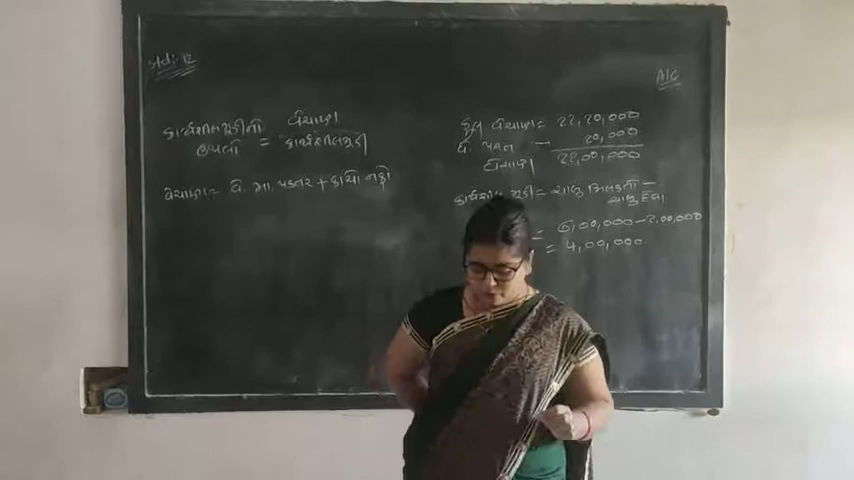 Std:-12
A/C
કાર્યશીલમૂડીનો
ઉથલો
=
વેચાણ
કાર્યશીલમૂડી
વેચાણ= વે. મા. પડતર + કાચો નફો
કુલ વેચાણ= 22,20,000
વે. પરત - 20,000
ચો. વેચાણ 22,00,000
કાર્યશીલ મૂડી = ચાલુ મિલકતો −
ચાલુ દેવા
= 6,00,000 − 2,00,000
= 4,00,000